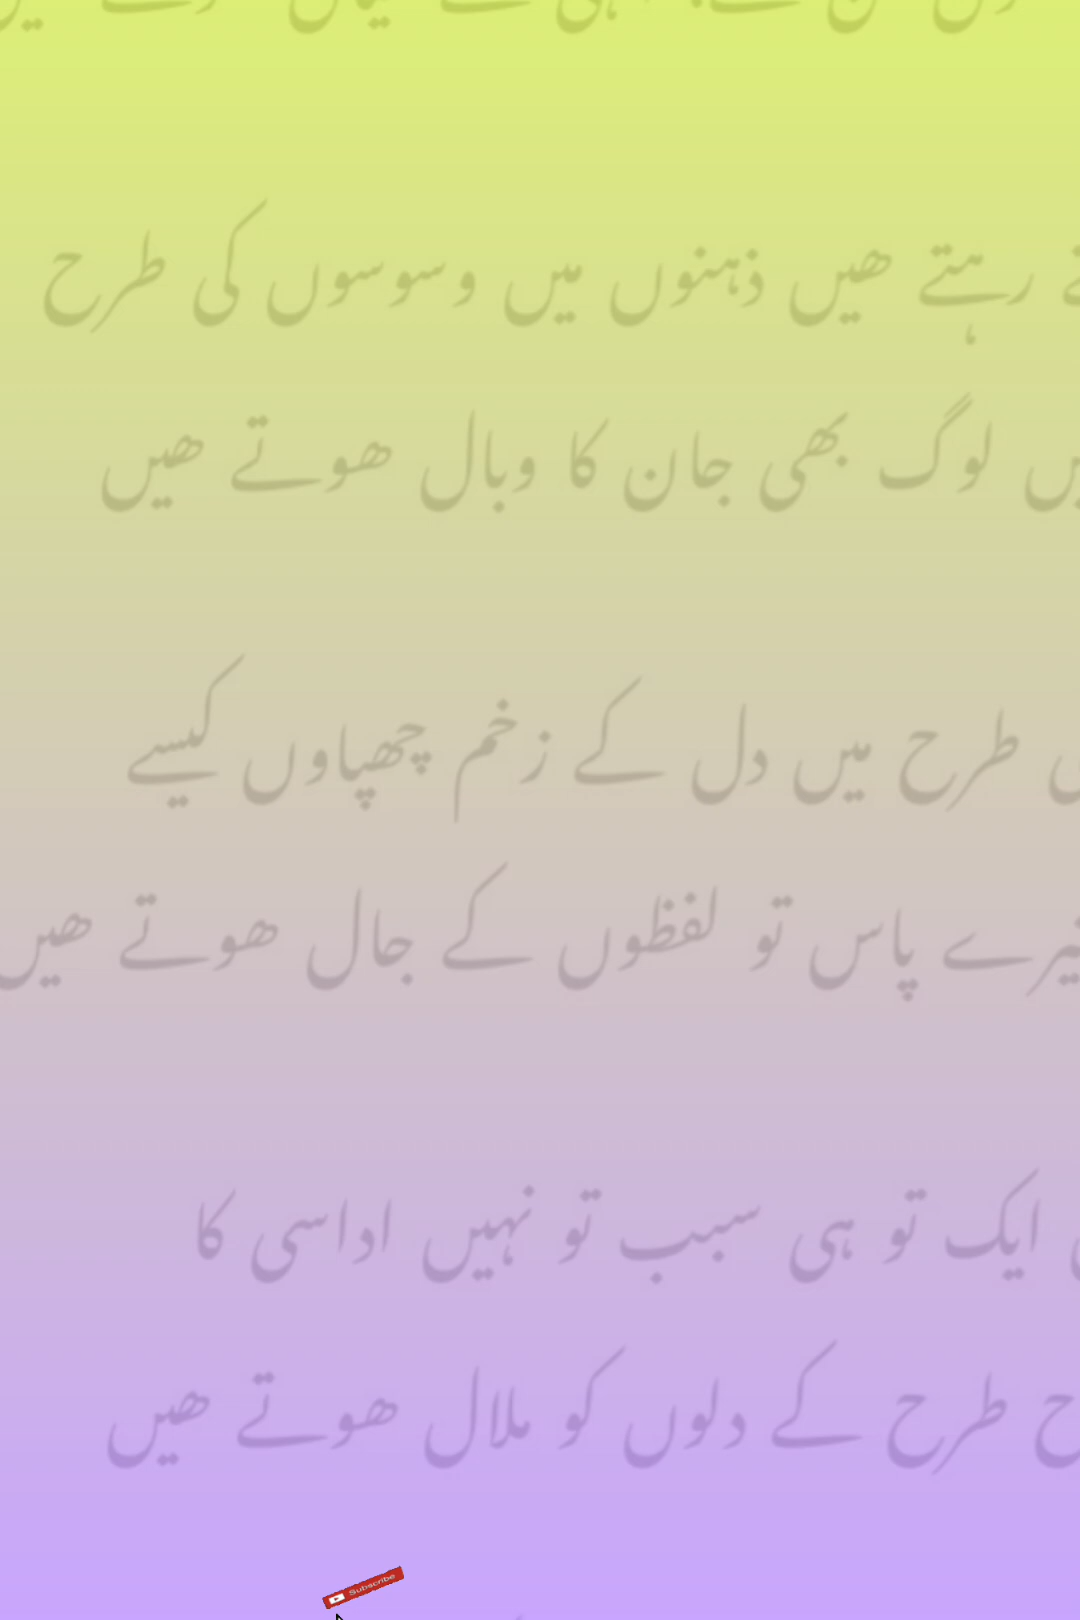 رہتے ھیں ذہنوں میں وسوسوں کی طرح
لوگ بھی جان کا وبال ھوتے ھیں
طرح میں دل کے زخم چھپاوں کیسے
پاس تو لفظوں کے جال ھوتے ھیں
ایک تو ہی سبب تو نہیں اداسی کا
طرح کے دلوں کو ملال ھوتے ھیں
Subscribe